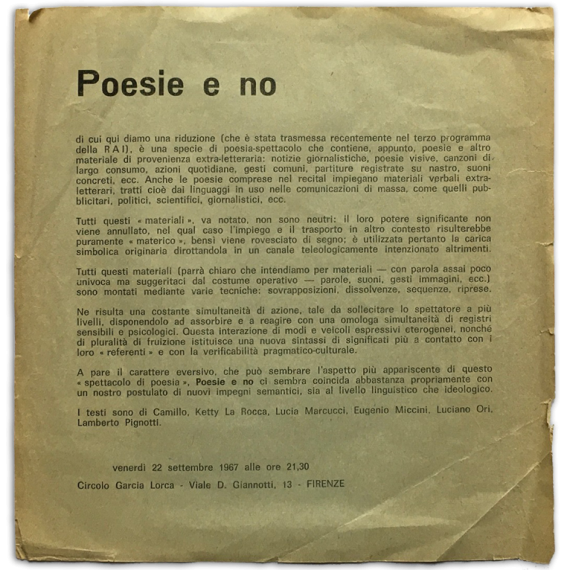 Poesie e no
di cui qui diamo una riduzione (che è stata trasmessa recentemente nel terzo programma
della RAI), è una specie di poesia-spettacolo che contiene, appunto, poesie e altro
materiale di provenienza extra-letteraria: notizie giornalistiche, poesie visive, canzoni di
largo consumo, azioni quotidiane, gesti comuni, partiture registrate su nastro, suoni
concreti, ecc. Anche le poesie comprese nel recital impiegano materiali verbali extra-
letterari, tratti cioè dai linguaggi in uso nelle comunicazioni di massa, come quelli pub-
blicitari, politici, scientifici, giornalistici, ecc.
Tutti questi « materiali », va notato, non sono neutri: il loro potere significante non
viene annullato, nel qual caso l'impiego e il trasporto in altro contesto risulterebbe
puramente « materico », bensì viene rovesciato di segno; è utilizzata pertanto la carica
simbolica originaria dirottandola in un canale teleologicamente intenzionato altrimenti.
Tutti questi materiali (parrà chiaro che intendiamo per materiali — con parola assai poco
univoca ma suggeritaci dal costume operativo — parole, suoni, gesti immagini, ecc.)
sono montati mediante varie tecniche: sovrapposizioni, dissolvenze, sequenze, riprese.
Ne risulta una costante simultaneità di azione, tale da sollecitare lo spettatore a più
livelli, disponendolo ad assorbire e a reagire con una omologa simultaneità di registri
sensibili e psicologici. Questa interazione di modi e veicoli espressivi eterogenei, nonché
di pluralità di fruizione istituisce una nuova sintassi di significati più a contatto con i
loro « referenti » e con la verificabilità pragmatico-culturale.
A pare il carattere eversivo, che può sembrare l'aspetto più appariscente di questo
« spettacolo di poesia », Poesie e no ci sembra coincida abbastanza propriamente con
un nostro postulato di nuovi impegni semantici, sia al livello linguistico che ideologico.
I testi sono di Camillo, Ketty La Rocca, Lucia Marcucci, Eugenio Miccini, Luciano Ori,
Lamberto Pignotti.
venerdì 22 settembre 1967 alle ore 21,30
Circolo Garcia Lorca - Viale D. Giannotti, 13 - FIRENZE